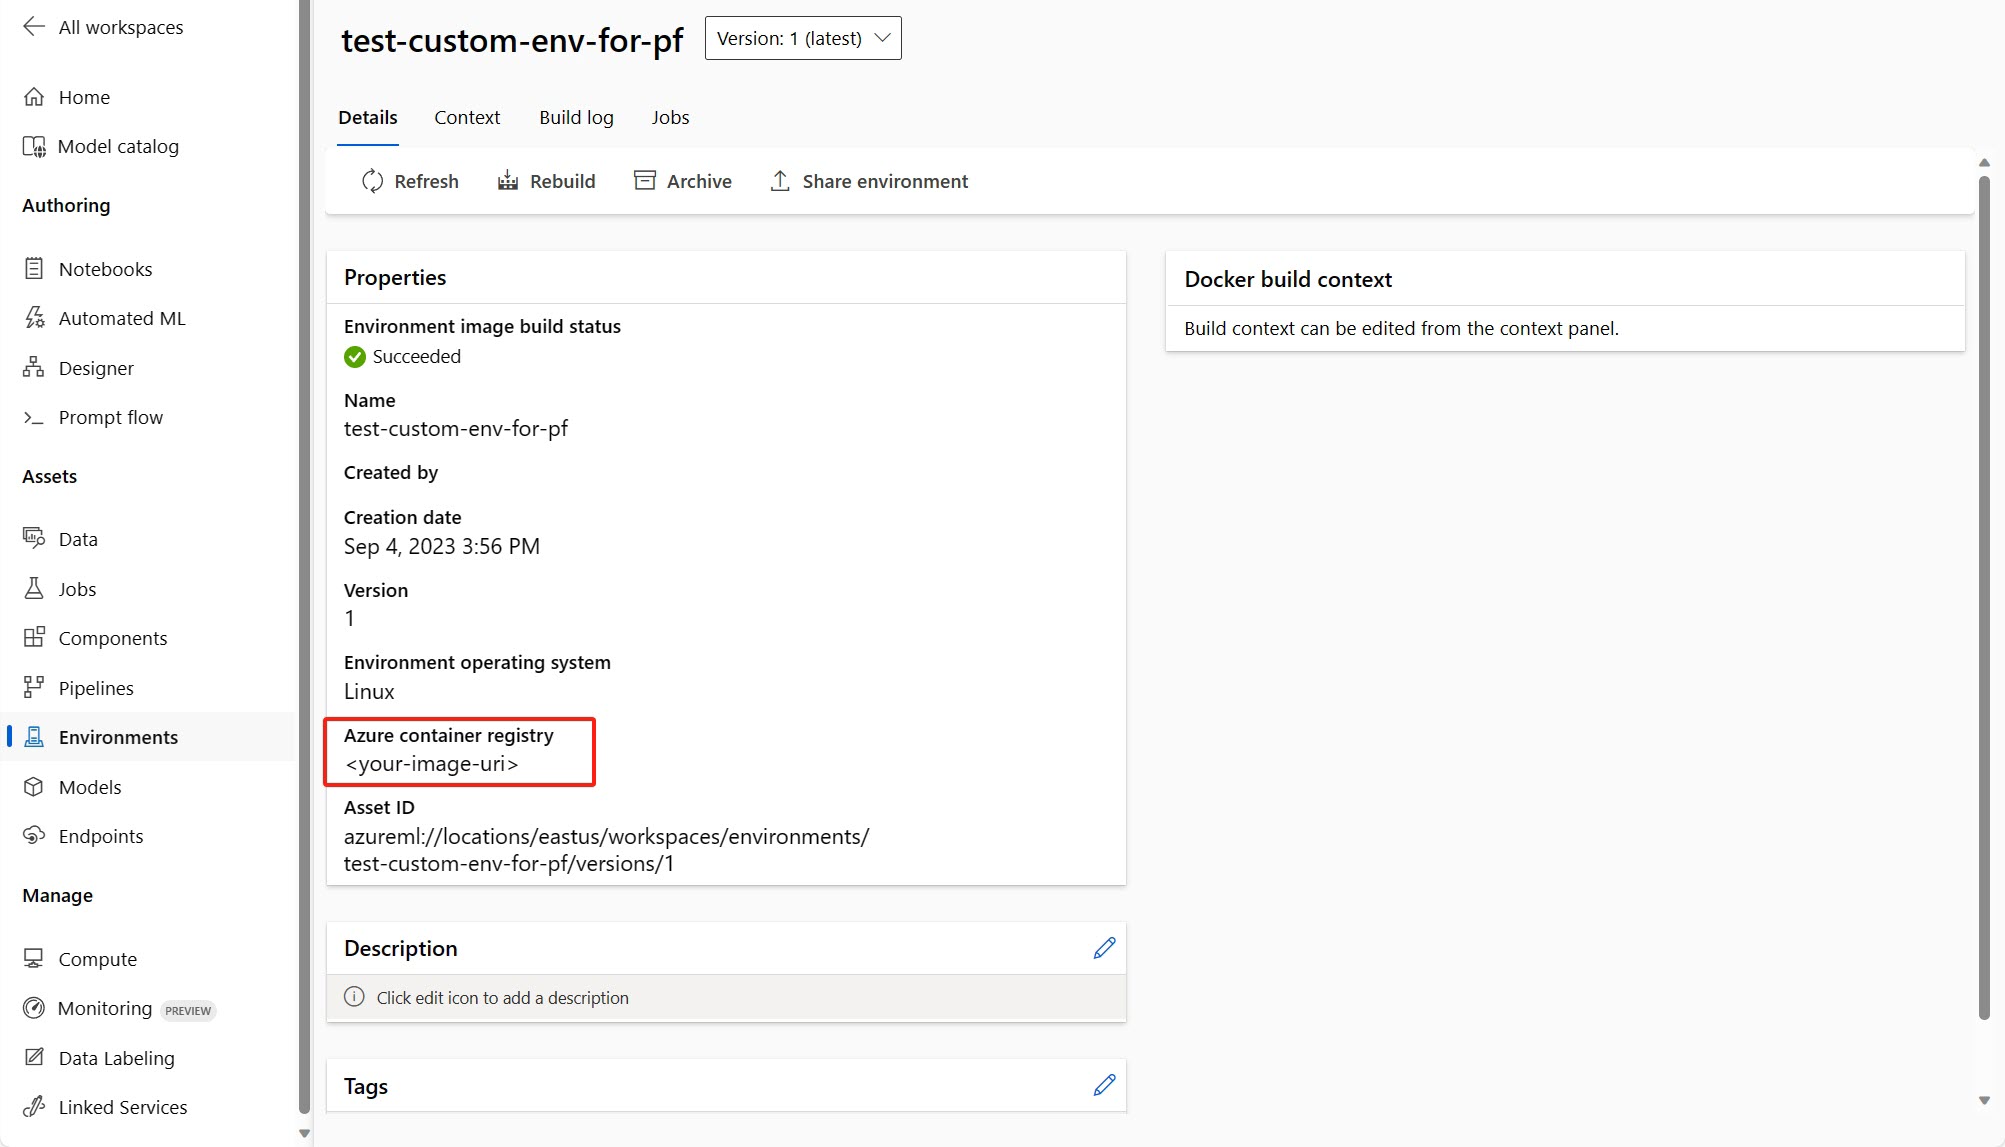 All workspaces
Home
Model catalog
Authoring
Notebooks
Automated ML
Designer
Prompt flow
Assets
Data
Jobs
Components
Pipelines
Environments
Models
Endpoints
Manage
Compute
Monitoring PREVIEW
Data Labeling
Linked Services
test-custom-env-for-pf
Version: 1 (latest)
Details Context Build log Jobs
Refresh Rebuild Archive Share environment
Properties
Environment image build status
Succeeded
Name
test-custom-env-for-pf
Created by
Creation date
Sep 4, 2023 3:56 PM
Version
1
Environment operating system
Linux
Azure container registry
<your-image-uri>
Asset ID
azureml://locations/eastus/workspaces/environments/
test-custom-env-for-pf/versions/1
Description
Click edit icon to add a description
Tags
Docker build context
Build context can be edited from the context panel.